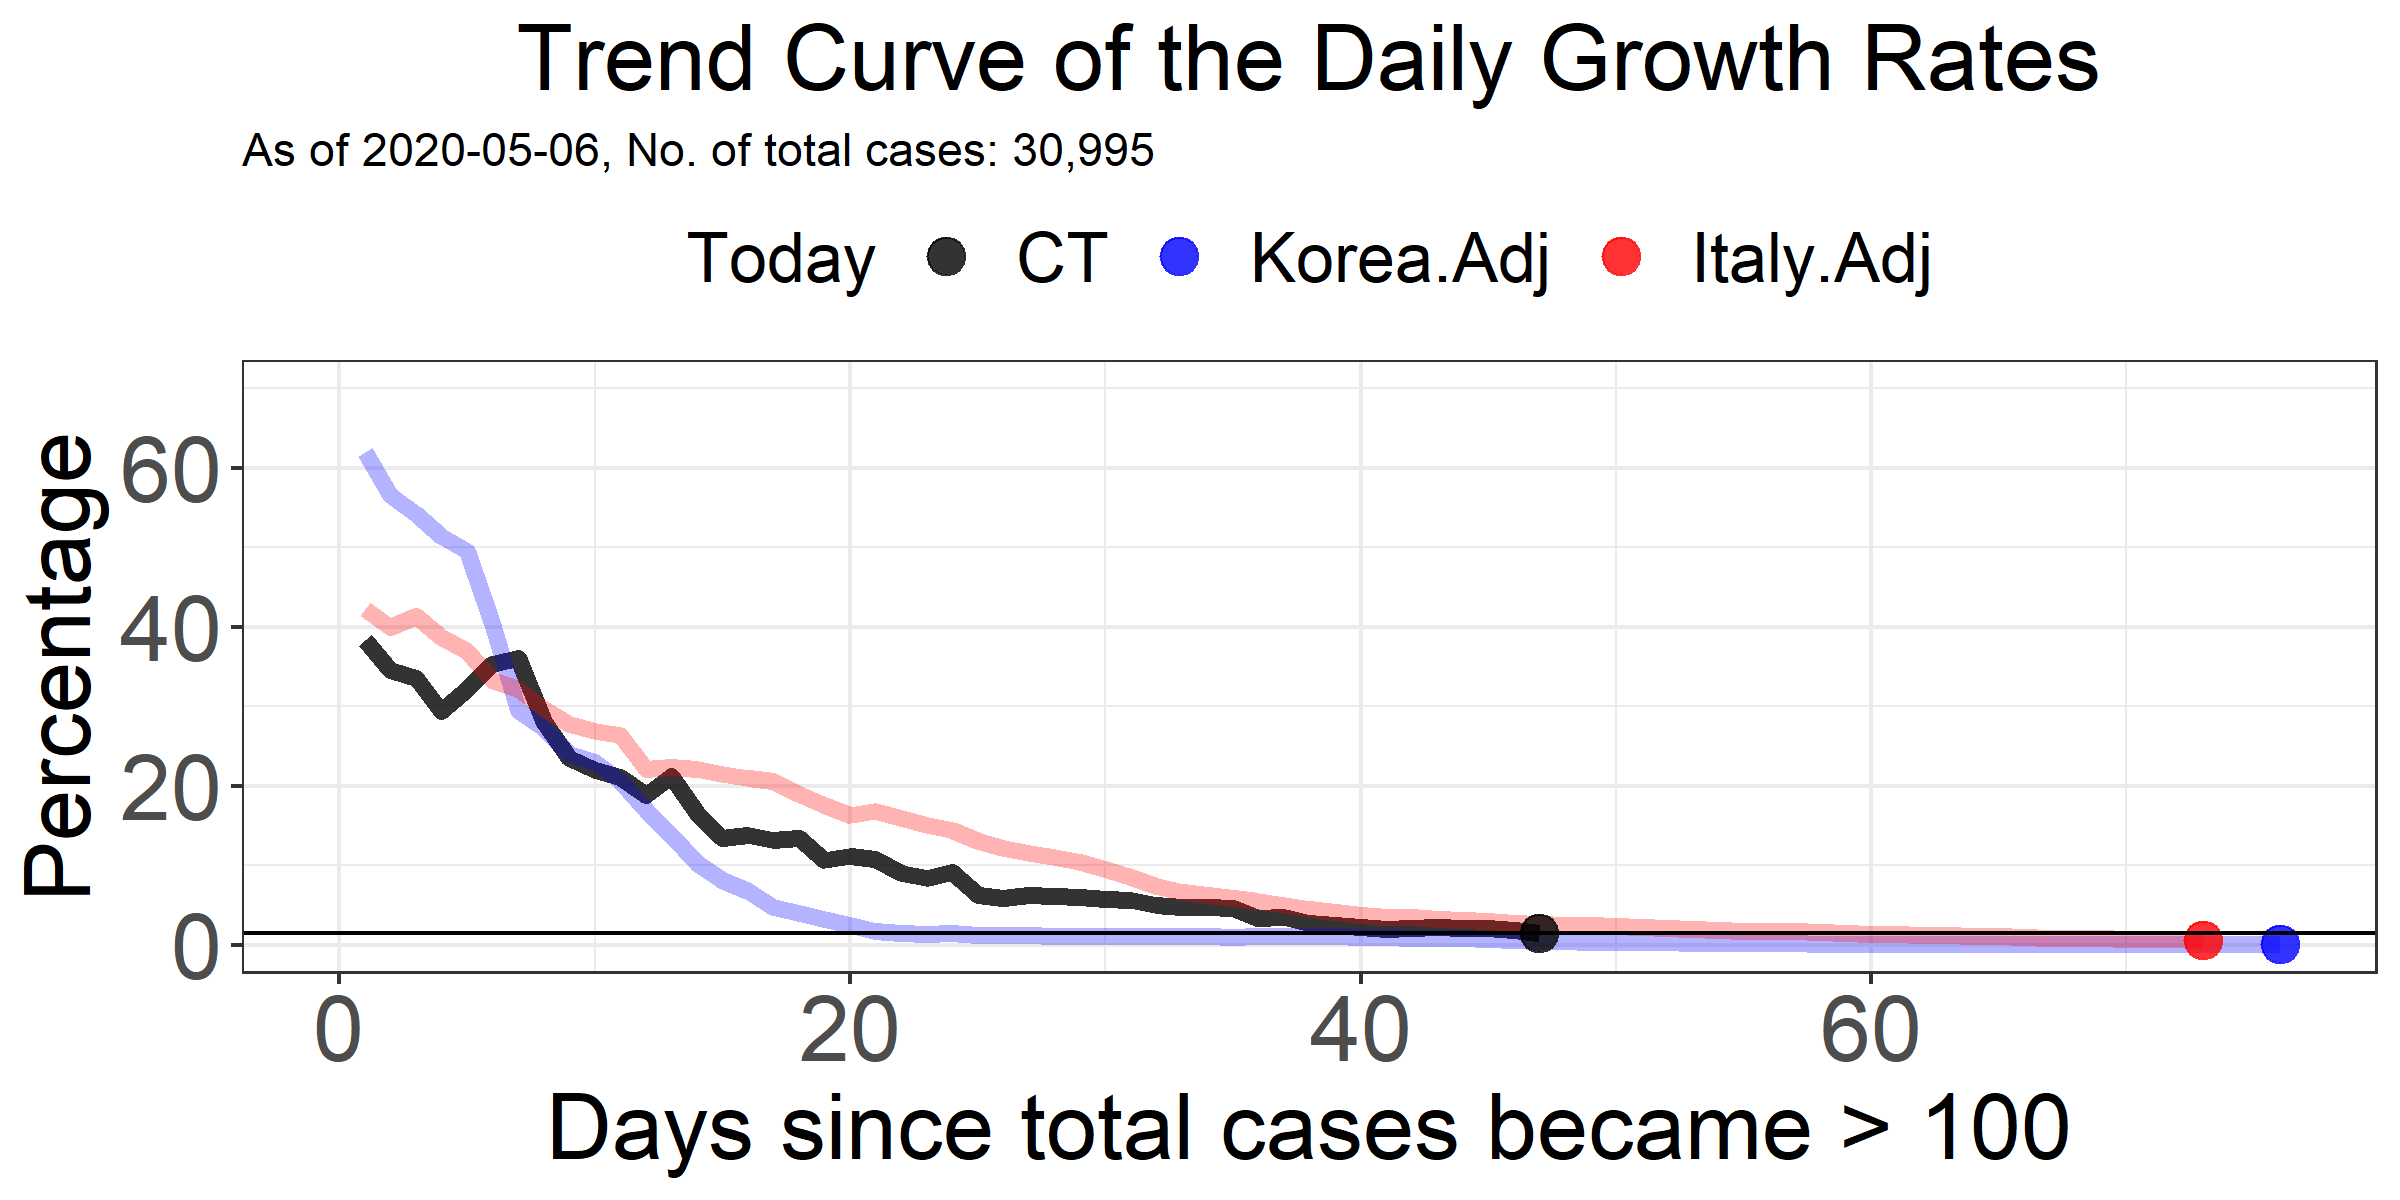 Trend Curve of the Daily Growth Rates
As of 2020-05-06, No. of total cases: 30,995
Today CT Korea.Adj Italy.Adj
Percentage
60
40
20
0
0 20 40 60
Days since total cases became > 100